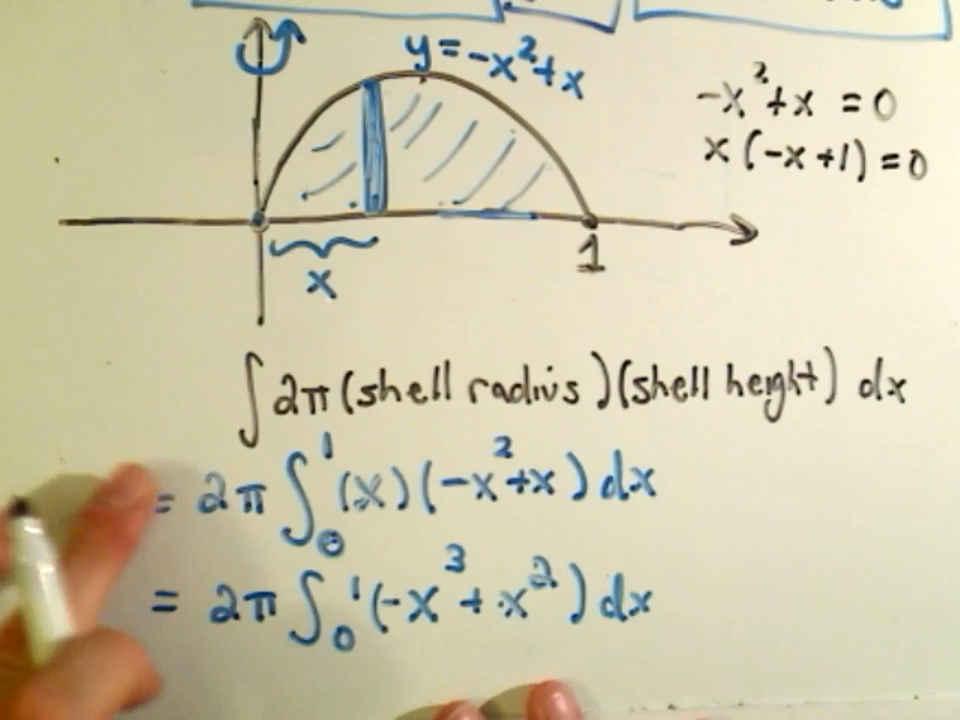 y = -x² + x
-x² + x = 0
x (-x + 1) = 0
1
x
∫ 2π (shell radius) (shell height) dx
= 2π ∫₀¹ (x) (-x² + x) dx
= 2π ∫₀¹ (-x³ + x²) dx